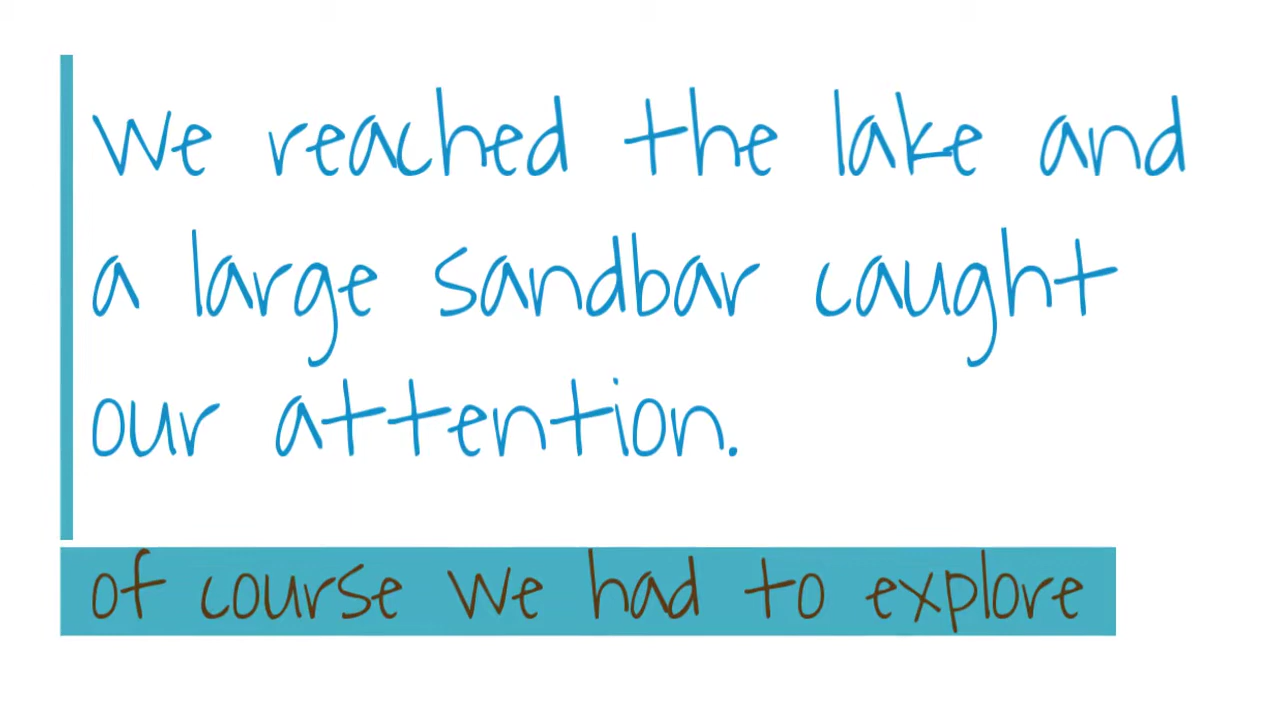 we reached the lake and
a large sandbar caught
our attention.
of course we had to explore